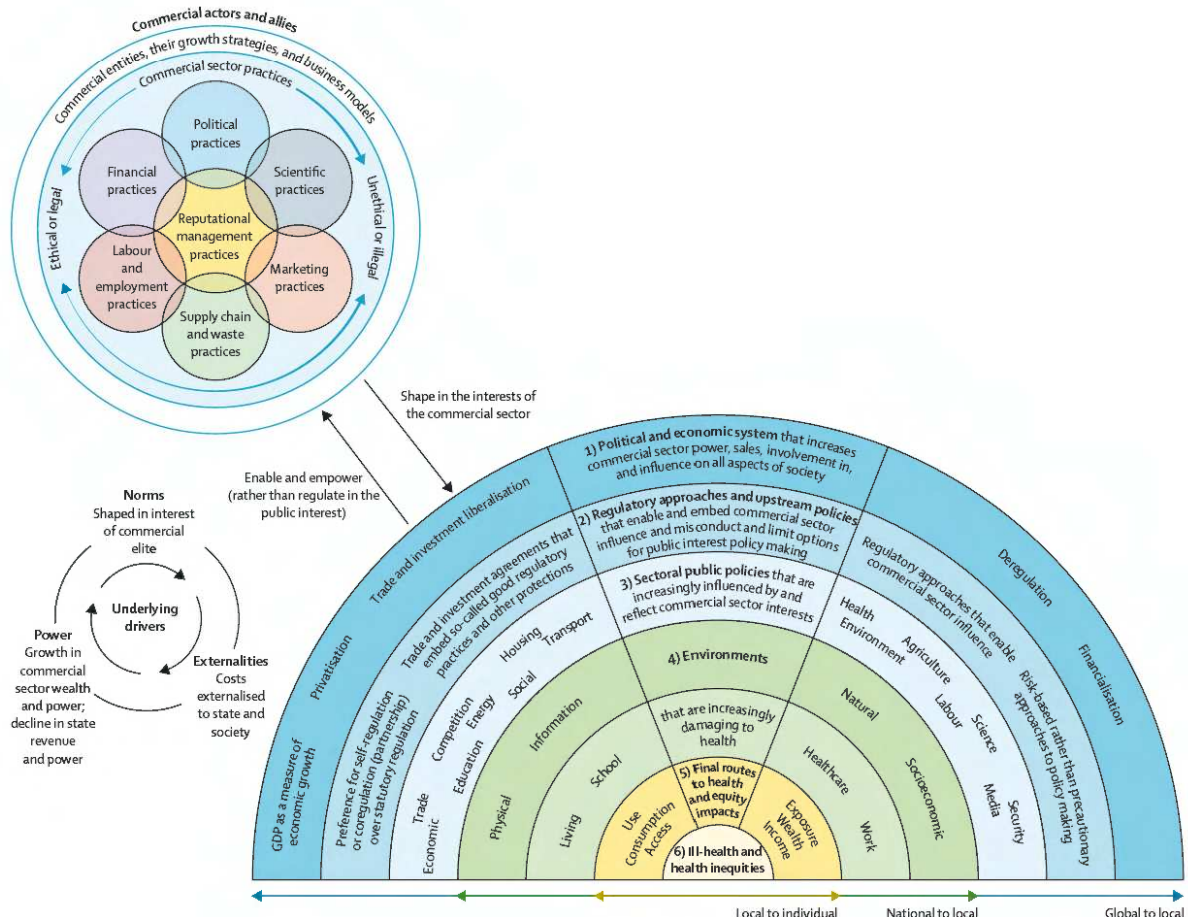 Commercial actors and allies
Commercial entities, their growth strategies, and business models
Commercial sector practices
Ethical or legal
Unethical or illegal
Political
practices
Financial
practices
Scientific
practices
Reputational
management
practices
Labour
and
employment
practices
Marketing
practices
Supply chain
and waste
practices
Shape in the interests of
the commercial sector
Enable and empower
(rather than regulate in the
public interest)
Norms
Shaped in interest
of commercial
elite
Underlying
drivers
Power
Growth in
commercial
sector wealth
and power;
decline in state
revenue
and power
Externalities
Costs
externalised
to state and
society
1) Political and economic system that increases
commercial sector power, sales, involvement in,
and influence on all aspects of society
GDP as a measure of
economic growth
Privatisation
Trade and investment liberalisation
Deregulation
Financialisation
2) Regulatory approaches and upstream policies
that enable and embed commercial sector
influence and misconduct and limit options
for public interest policy making
Preference for self-regulation
or coregulation (partnership)
over statutory regulation
Trade and investment agreements that
embed so-called good regulatory
practices and other protections
Regulatory approaches that enable
commercial sector influence
Risk-based rather than precautionary
approaches to policy making
3) Sectoral public policies that are
increasingly influenced by and
reflect commercial sector interests
Trade
Economic
Competition
Energy
Education
Social
Housing
Transport
Health
Environment
Agriculture
Labour
Science
Security
Media
4) Environments
Physical
Information
Natural
Socioeconomic
that are increasingly
damaging to
health
Living
School
Healthcare
Work
5) Final routes
to health
and equity
impacts
Use
Consumption
Access
Exposure
Wealth
Income
6) Ill-health and
health inequities
Local to individual
National to local
Global to local